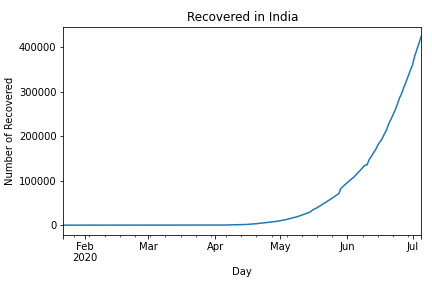 Recovered in India
400000
300000
200000
100000
0
Number of Recovered
Feb
2020
Mar
Apr
May
Jun
Jul
Day